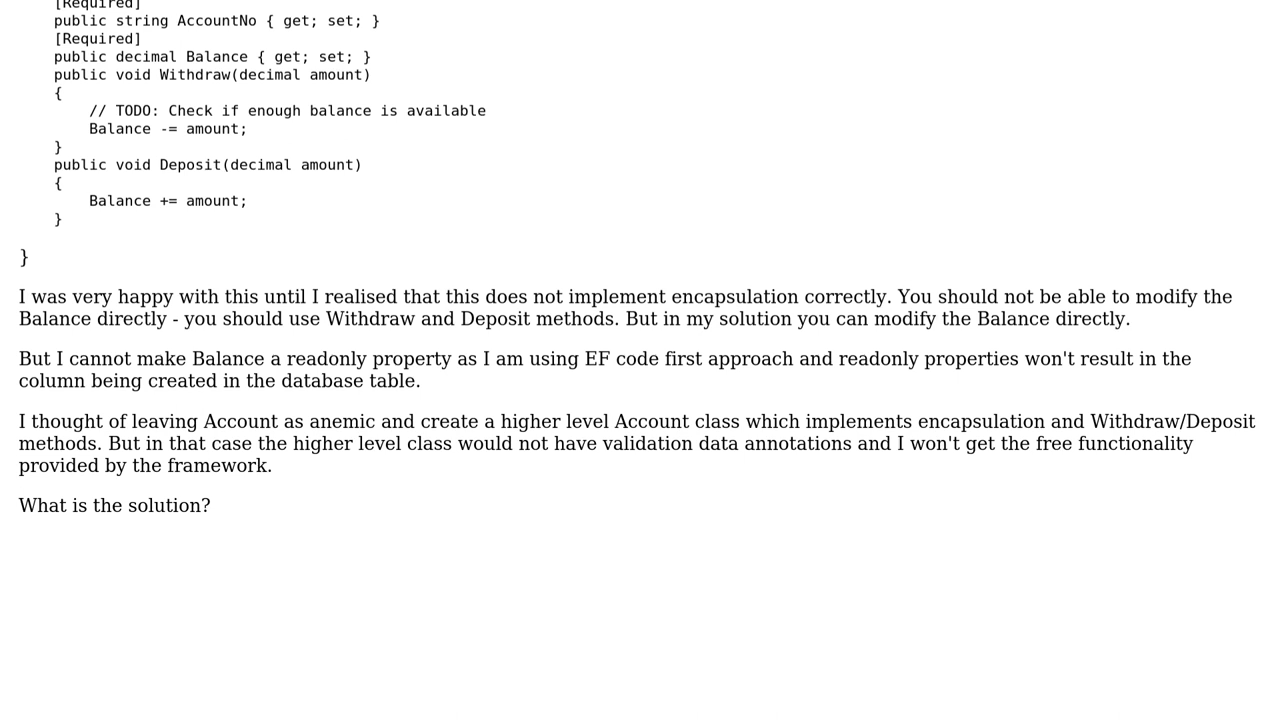 [Required]
public string AccountNo { get; set; }
[Required]
public decimal Balance { get; set; }
public void Withdraw(decimal amount)
{
// TODO: Check if enough balance is available
Balance -= amount;
}
public void Deposit(decimal amount)
{
Balance += amount;
}
}
I was very happy with this until I realised that this does not implement encapsulation correctly. You should not be able to modify the
Balance directly - you should use Withdraw and Deposit methods. But in my solution you can modify the Balance directly.
But I cannot make Balance a readonly property as I am using EF code first approach and readonly properties won't result in the
column being created in the database table.
I thought of leaving Account as anemic and create a higher level Account class which implements encapsulation and Withdraw/Deposit
methods. But in that case the higher level class would not have validation data annotations and I won't get the free functionality
provided by the framework.
What is the solution?